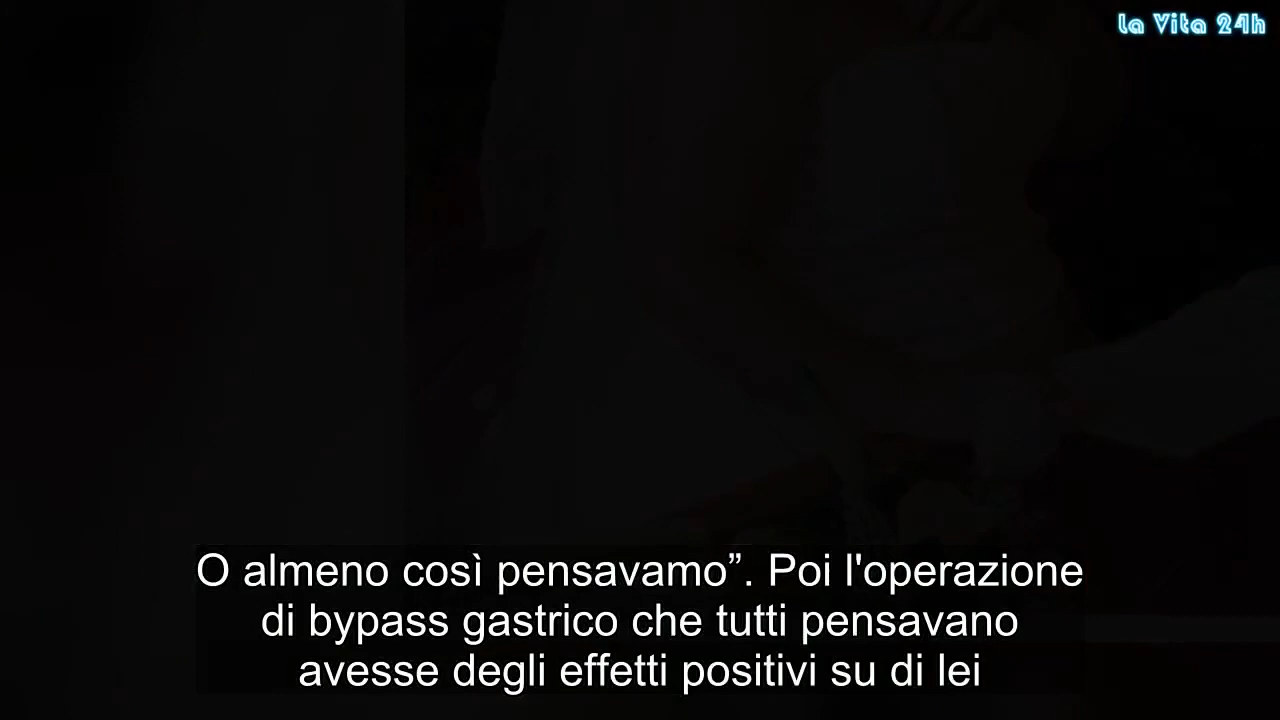 La Vita 24h
O almeno così pensavamo”. Poi l'operazione
di bypass gastrico che tutti pensavano
avesse degli effetti positivi su di lei